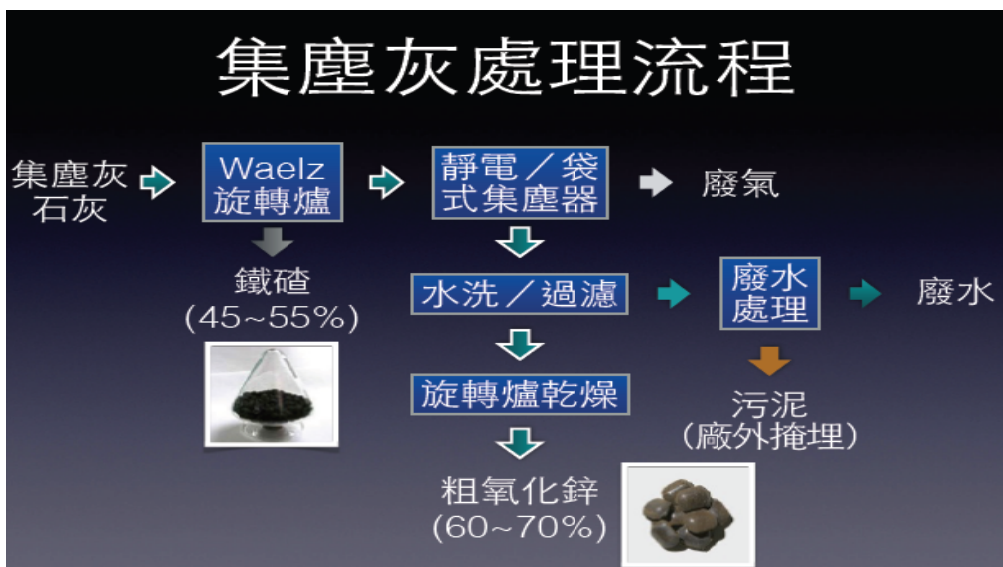 集塵灰處理流程
集塵灰
石灰
Waelz
旋轉爐
靜電／袋
式集塵器
廢氣
鐵碴
(45~55%)
水洗／過濾
廢水
處理
廢水
旋轉爐乾燥
污泥
(廠外掩埋)
粗氧化鋅
(60~70%)